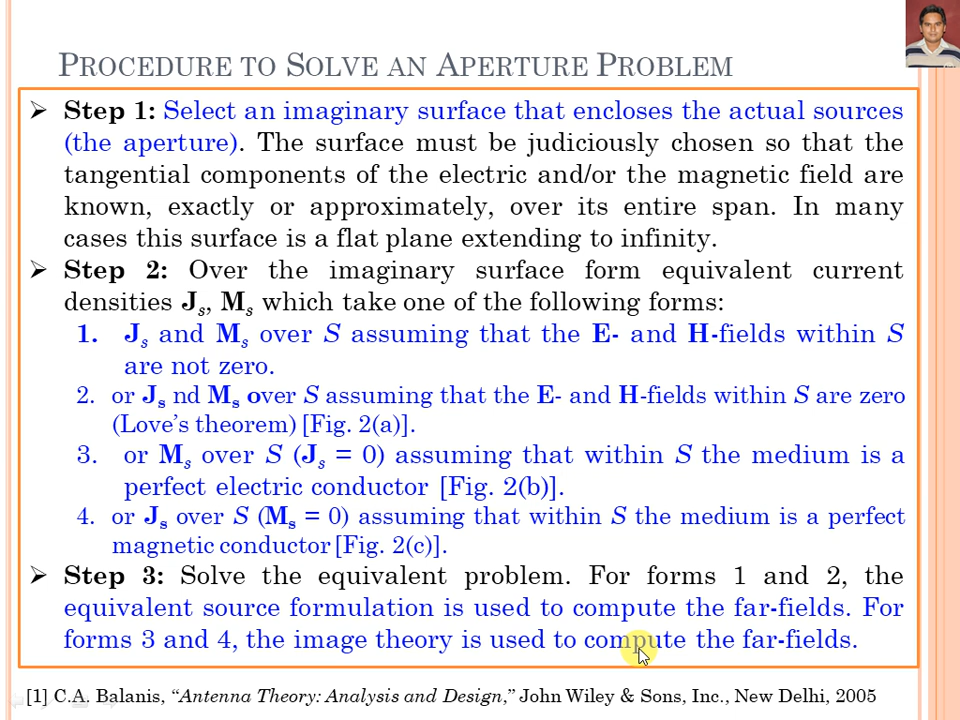 PROCEDURE TO SOLVE AN APERTURE PROBLEM
➢ Step 1: Select an imaginary surface that encloses the actual sources
(the aperture). The surface must be judiciously chosen so that the
tangential components of the electric and/or the magnetic field are
known, exactly or approximately, over its entire span. In many
cases this surface is a flat plane extending to infinity.
➢ Step 2: Over the imaginary surface form equivalent current
densities Js, Ms which take one of the following forms:
1. Js and Ms over S assuming that the E- and H-fields within S
are not zero.
2. or Js nd Ms over S assuming that the E- and H-fields within S are zero
(Love's theorem) [Fig. 2(a)].
3. or Ms over S (Js = 0) assuming that within S the medium is a
perfect electric conductor [Fig. 2(b)].
4. or Js over S (Ms = 0) assuming that within S the medium is a perfect
magnetic conductor [Fig. 2(c)].
➢ Step 3: Solve the equivalent problem. For forms 1 and 2, the
equivalent source formulation is used to compute the far-fields. For
forms 3 and 4, the image theory is used to compute the far-fields.
[1] C.A. Balanis, “Antenna Theory: Analysis and Design,” John Wiley & Sons, Inc., New Delhi, 2005